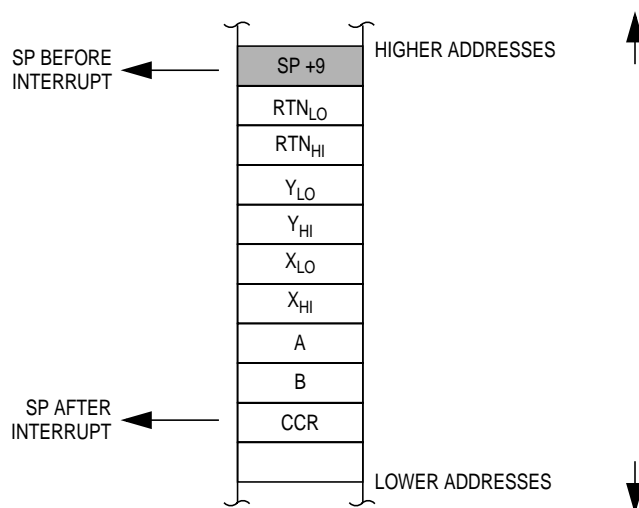 HIGHER ADDRESSES
SP BEFORE
INTERRUPT
SP +9
RTNLO
RTNHI
YLO
YHI
XLO
XHI
A
B
SP AFTER
INTERRUPT
CCR
LOWER ADDRESSES